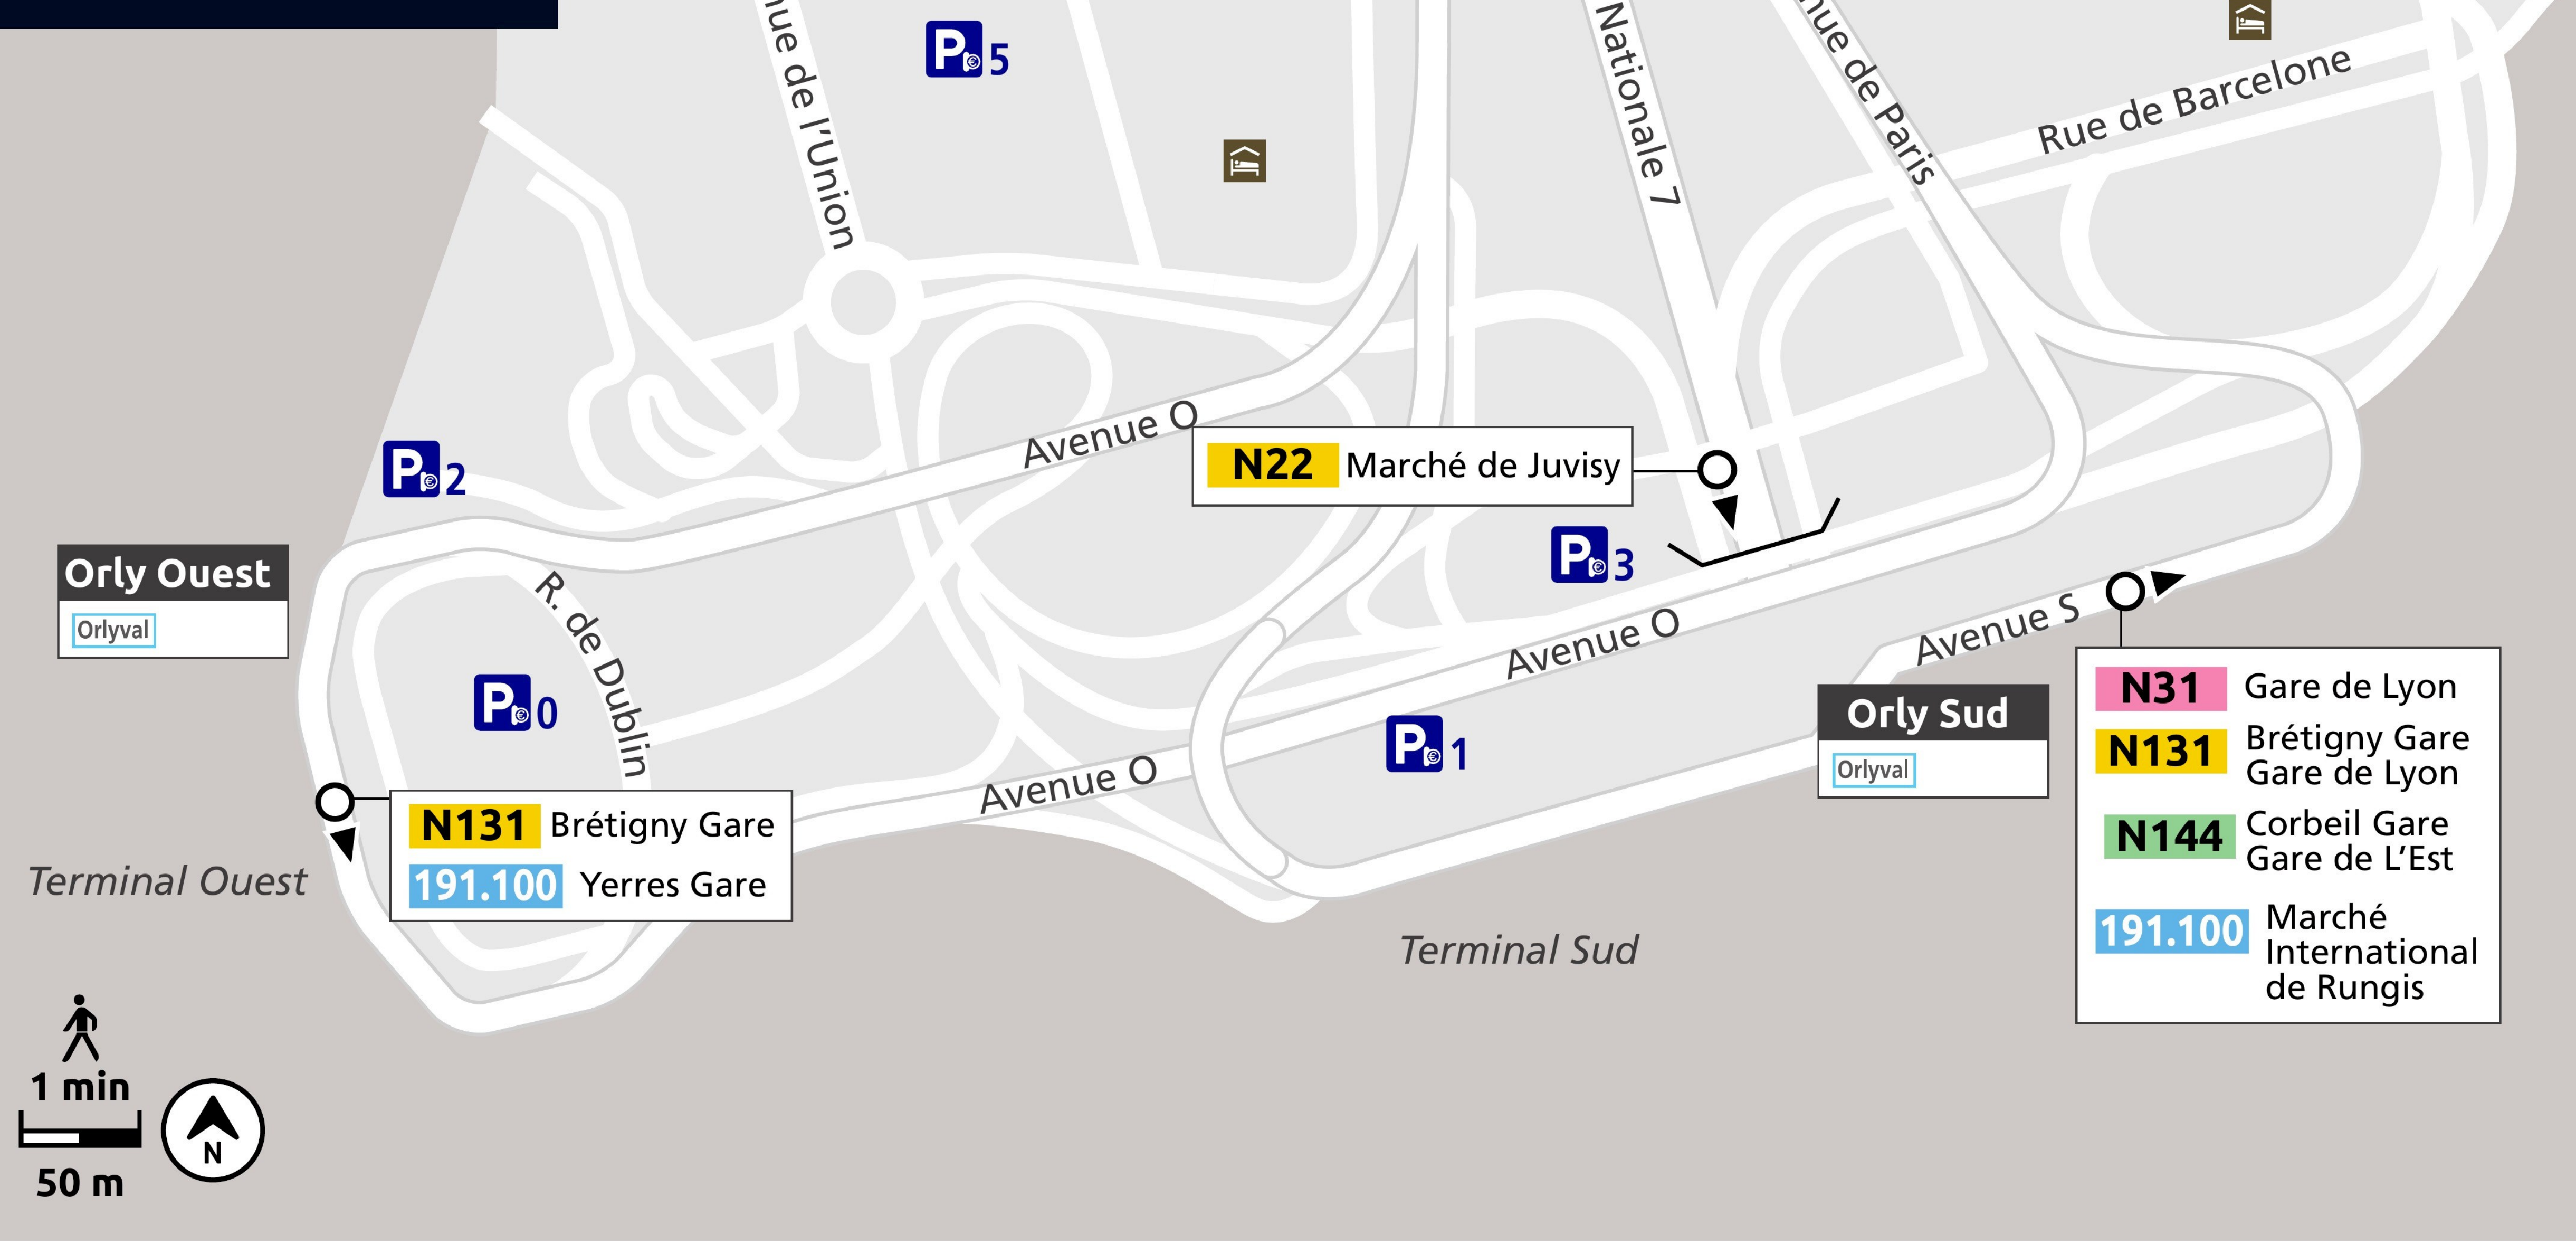 nue de l'Union
P€ 5
Nationale 7
nue de Paris
Rue de Barcelone
Avenue O
P€ 2
N22 Marché de Juvisy
P€ 3
Orly Ouest
Orlyval
R. de Dublin
P€ 0
Avenue O
Avenue S
P€ 1
Orly Sud
Orlyval
N31 Gare de Lyon
N131 Brétigny Gare
Gare de Lyon
N144 Corbeil Gare
Gare de L'Est
191.100 Marché
International
de Rungis
Avenue O
N131 Brétigny Gare
191.100 Yerres Gare
Terminal Ouest
Terminal Sud
1 min
50 m
N